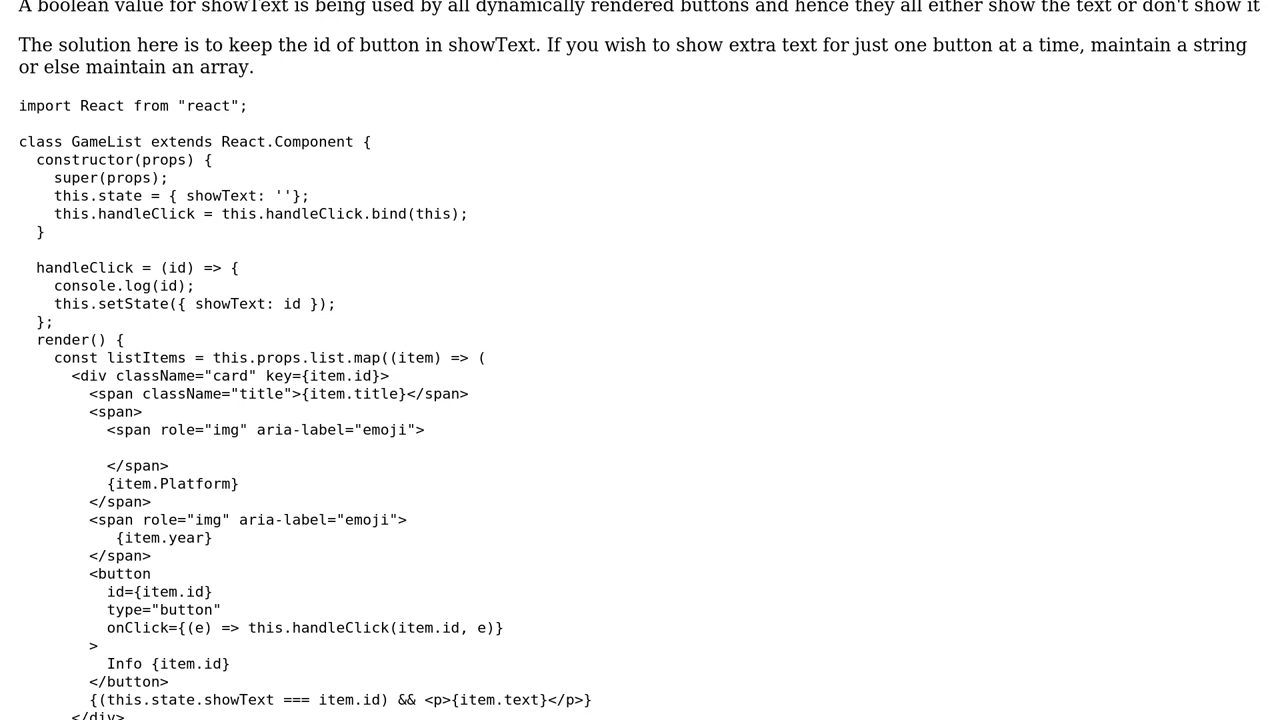 A boolean value for showText is being used by all dynamically rendered buttons and hence they all either show the text or don't show it
The solution here is to keep the id of button in showText. If you wish to show extra text for just one button at a time, maintain a string
or else maintain an array.
import React from "react";
class GameList extends React.Component {
  constructor(props) {
    super(props);
    this.state = { showText: ''};
    this.handleClick = this.handleClick.bind(this);
  }
  handleClick = (id) => {
    console.log(id);
    this.setState({ showText: id });
  };
  render() {
    const listItems = this.props.list.map((item) => (
      <div className="card" key={item.id}>
        <span className="title">{item.title}</span>
        <span>
          <span role="img" aria-label="emoji">
          </span>
          {item.Platform}
        </span>
        <span role="img" aria-label="emoji">
           {item.year}
        </span>
        <button
          id={item.id}
          type="button"
          onClick={(e) => this.handleClick(item.id, e)}
        >
          Info {item.id}
        </button>
        {(this.state.showText === item.id) && <p>{item.text}</p>}
      </div>